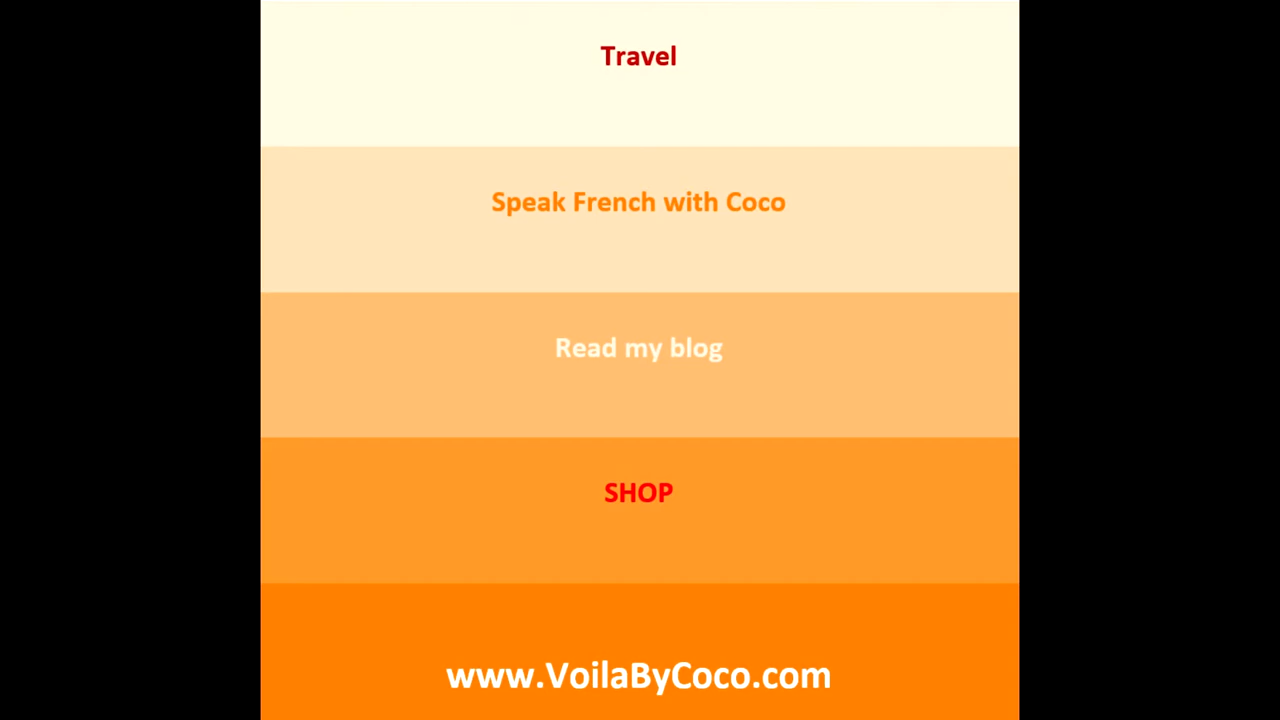 Travel
Speak French with Coco
Read my blog
SHOP
www.VoilaByCoco.com